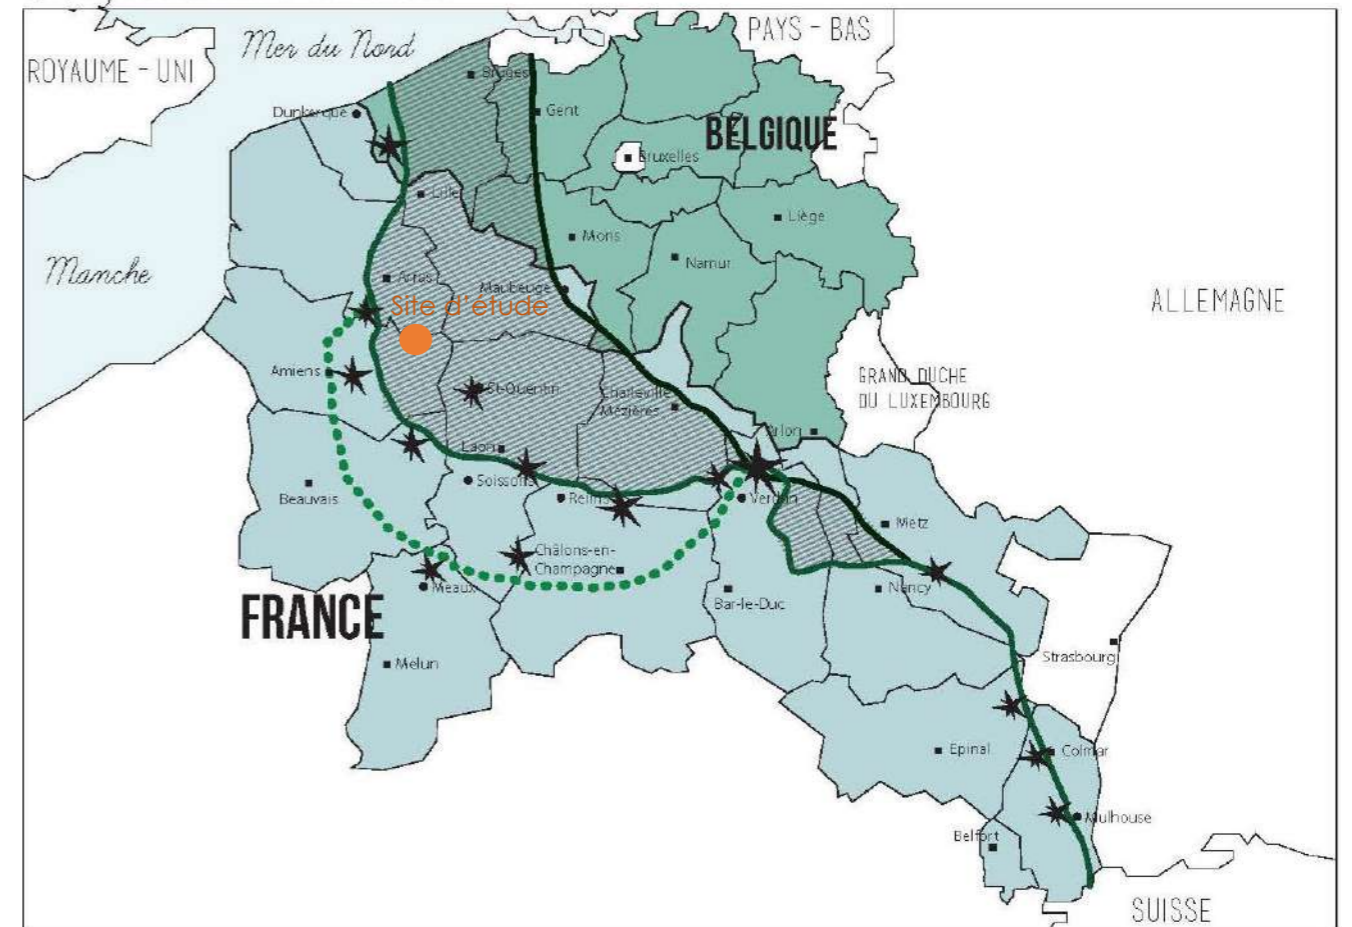 Mer du Nord
PAYS - BAS
ROYAUME - UNI
Bruges
Dunkerque
Gent
BELGIQUE
Bruxelles
Lille
Liège
Mons
Namur
Manche
Arras
Maubeuge
Site d'étude
ALLEMAGNE
Amiens
GRAND DUCHE
DU LUXEMBOURG
St-Quentin
Charleville
Mézières
Arlon
Laon
Soissons
Beauvais
Reims
Verdun
Metz
Châlons-en-
Champagne
Meaux
Nancy
Bar-le-Duc
FRANCE
Strasbourg
Melun
Epinal
Colmar
Mulhouse
Belfort
SUISSE